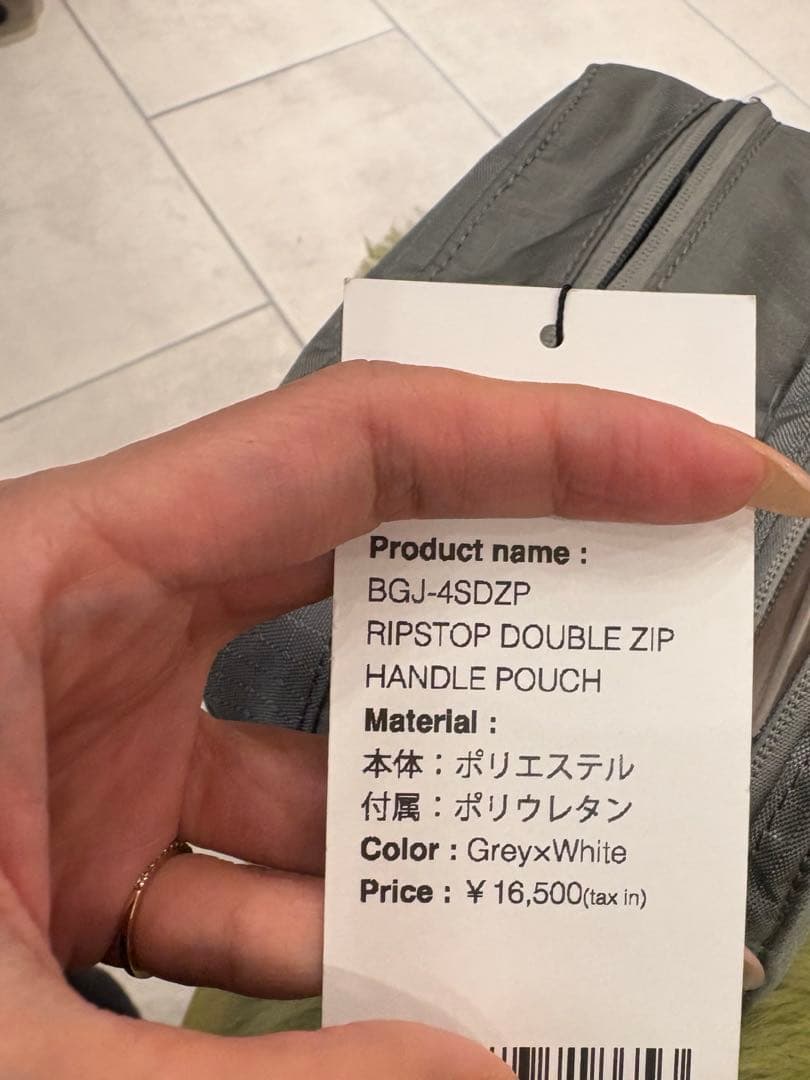 Product name :
BGJ-4SDZP
RIPSTOP DOUBLE ZIP
HANDLE POUCH
Material :
本体：ポリエステル
付属：ポリウレタン
Color : Grey×White
Price : ¥ 16,500(tax in)